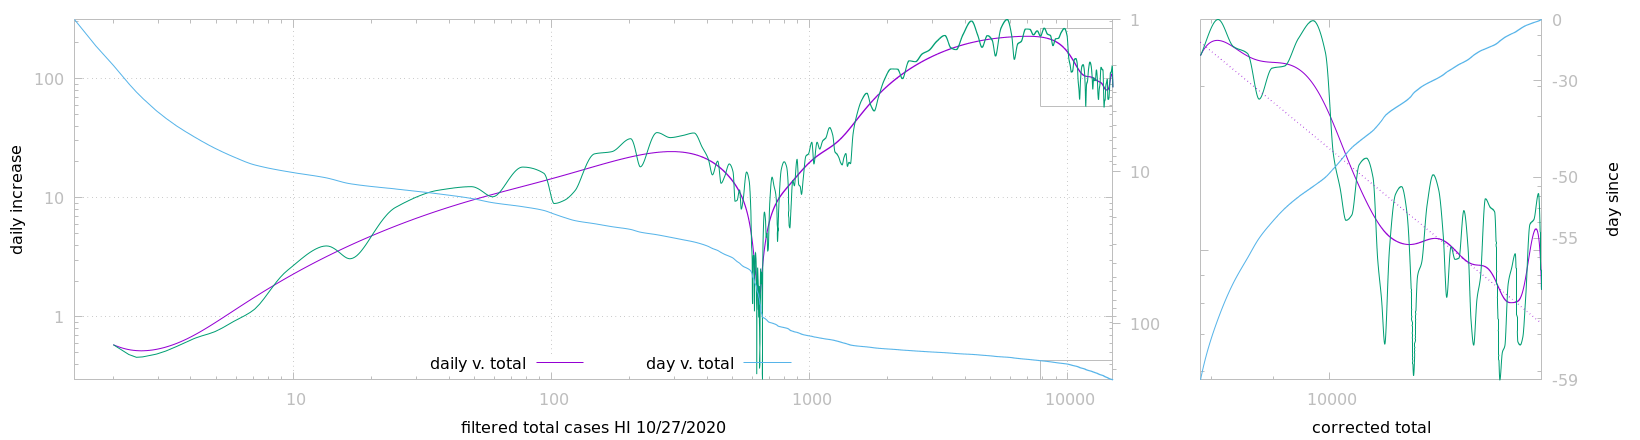 daily increase
100
10
1
daily v. total
day v. total
1
10
100
10
100
1000
10000
filtered total cases HI 10/27/2020
0
-30
-50
-55
-59
day since
10000
corrected total